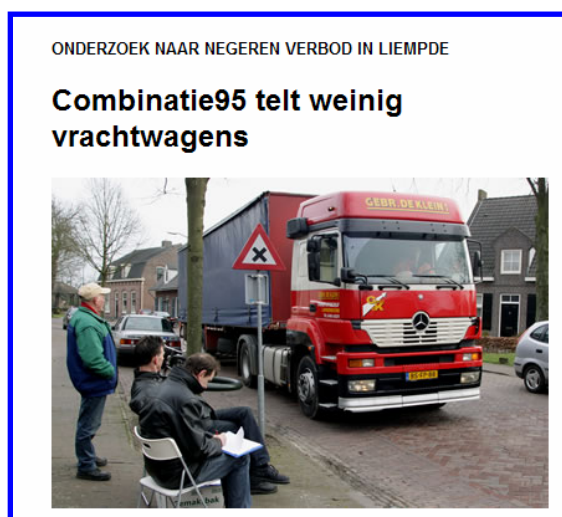 ONDERZOEK NAAR NEGEREN VERBOD IN LIEMPDE
Combinatie95 telt weinig
vrachtwagens
GEBR. DE KLEIN